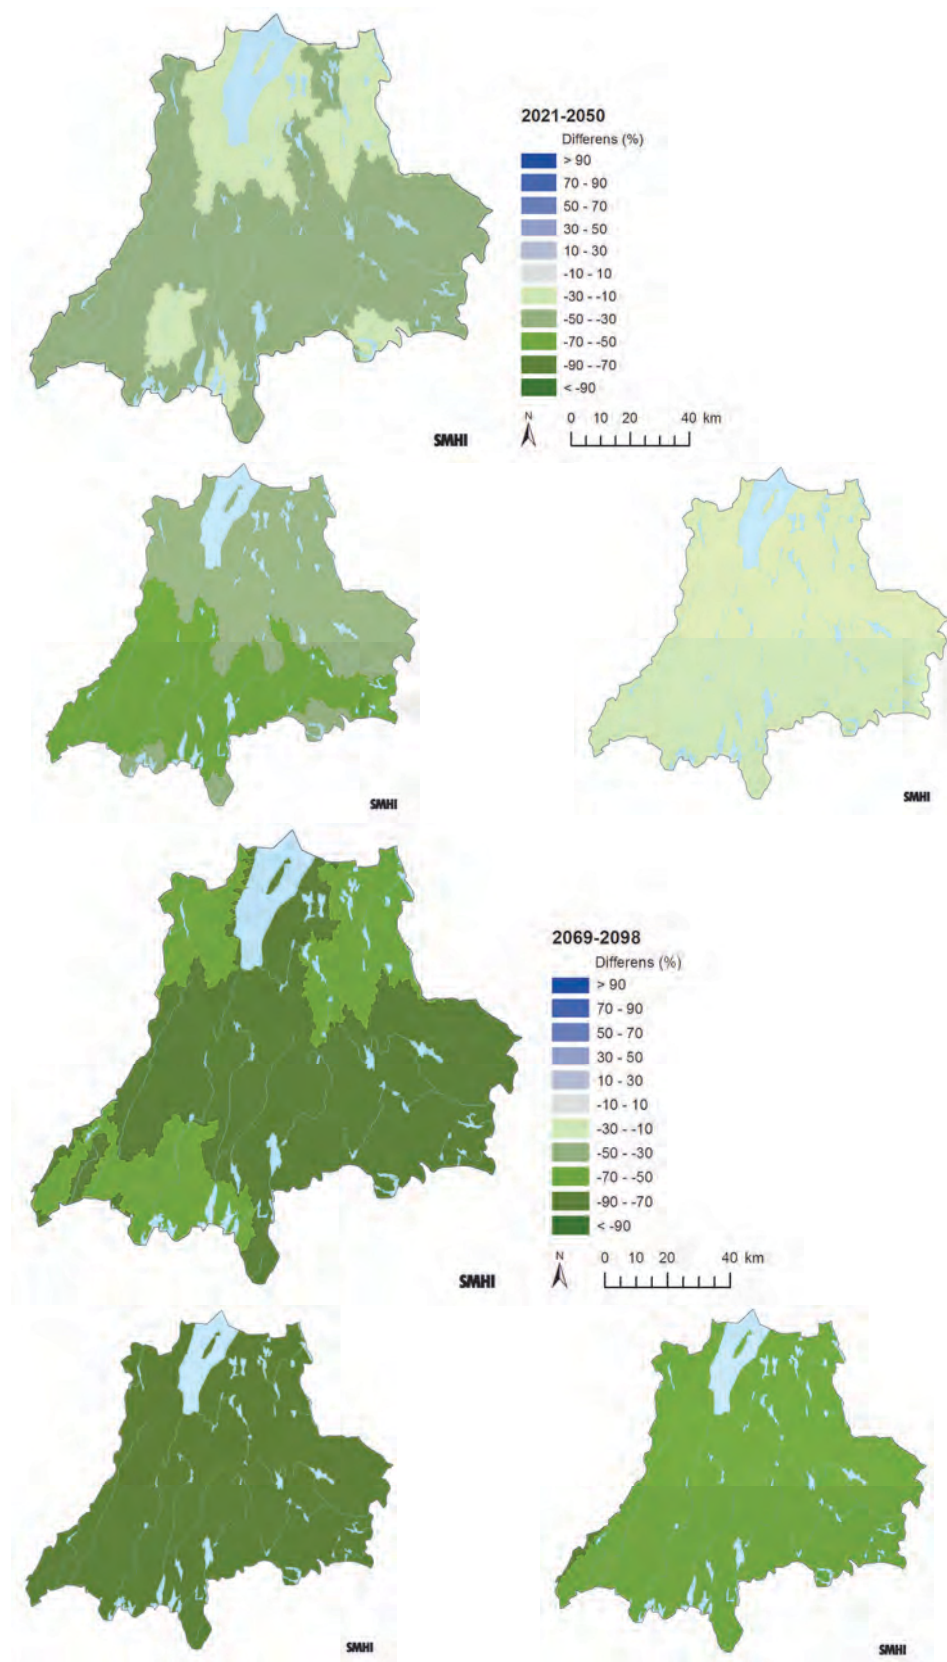 2021-2050
Differens (%)
> 90
70 - 90
50 - 70
30 - 50
10 - 30
-10 - 10
-30 - -10
-50 - -30
-70 - -50
-90 - -70
< -90
N
0 10 20 40 km
SMHI
SMHI
SMHI
2069-2098
Differens (%)
> 90
70 - 90
50 - 70
30 - 50
10 - 30
-10 - 10
-30 - -10
-50 - -30
-70 - -50
-90 - -70
< -90
N
0 10 20 40 km
SMHI
SMHI
SMHI